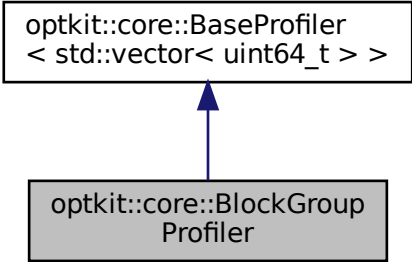 optkit::core::BaseProfiler
< std::vector< uint64_t > >
optkit::core::BlockGroup
Profiler